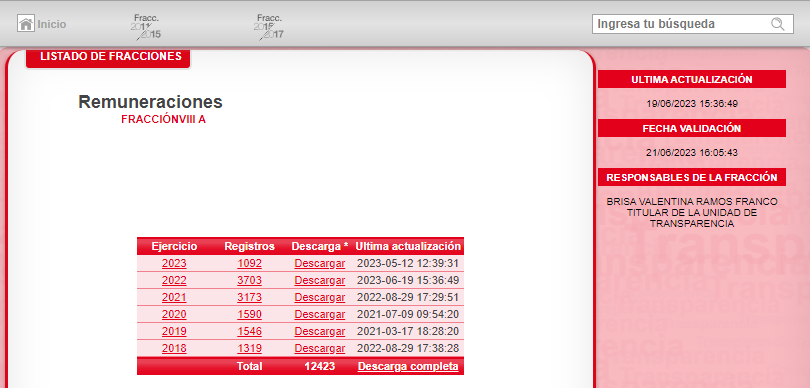 Inicio
Fracc.
2011
2015
Fracc.
2015
2017
Ingresa tu búsqueda
LISTADO DE FRACCIONES
Remuneraciones
FRACCIÓNVIII A
Ejercicio Registros Descarga * Ultima actualización
2023 1092 Descargar 2023-05-12 12:39:31
2022 3703 Descargar 2023-06-19 15:36:49
2021 3173 Descargar 2022-08-29 17:29:51
2020 1590 Descargar 2021-07-09 09:54:20
2019 1546 Descargar 2021-03-17 18:28:20
2018 1319 Descargar 2022-08-29 17:38:28
Total 12423 Descarga completa
ULTIMA ACTUALIZACIÓN
19/06/2023 15:36:49
FECHA VALIDACIÓN
21/06/2023 16:05:43
RESPONSABLES DE LA FRACCIÓN
BRISA VALENTINA RAMOS FRANCO
TITULAR DE LA UNIDAD DE
TRANSPARENCIA